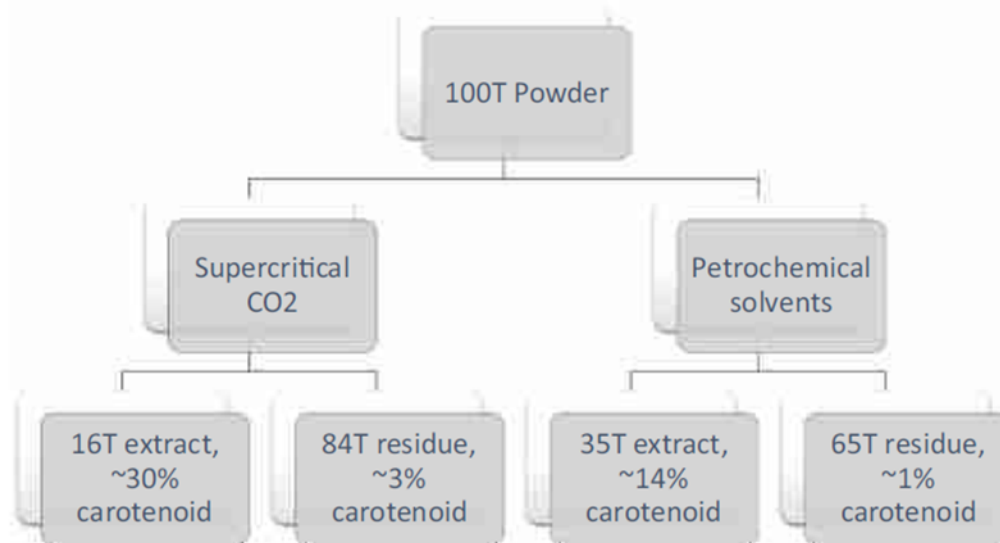 100T Powder
Supercritical
CO2
Petrochemical
solvents
16T extract,
~30%
carotenoid
84T residue,
~3%
carotenoid
35T extract,
~14%
carotenoid
65T residue,
~1%
carotenoid